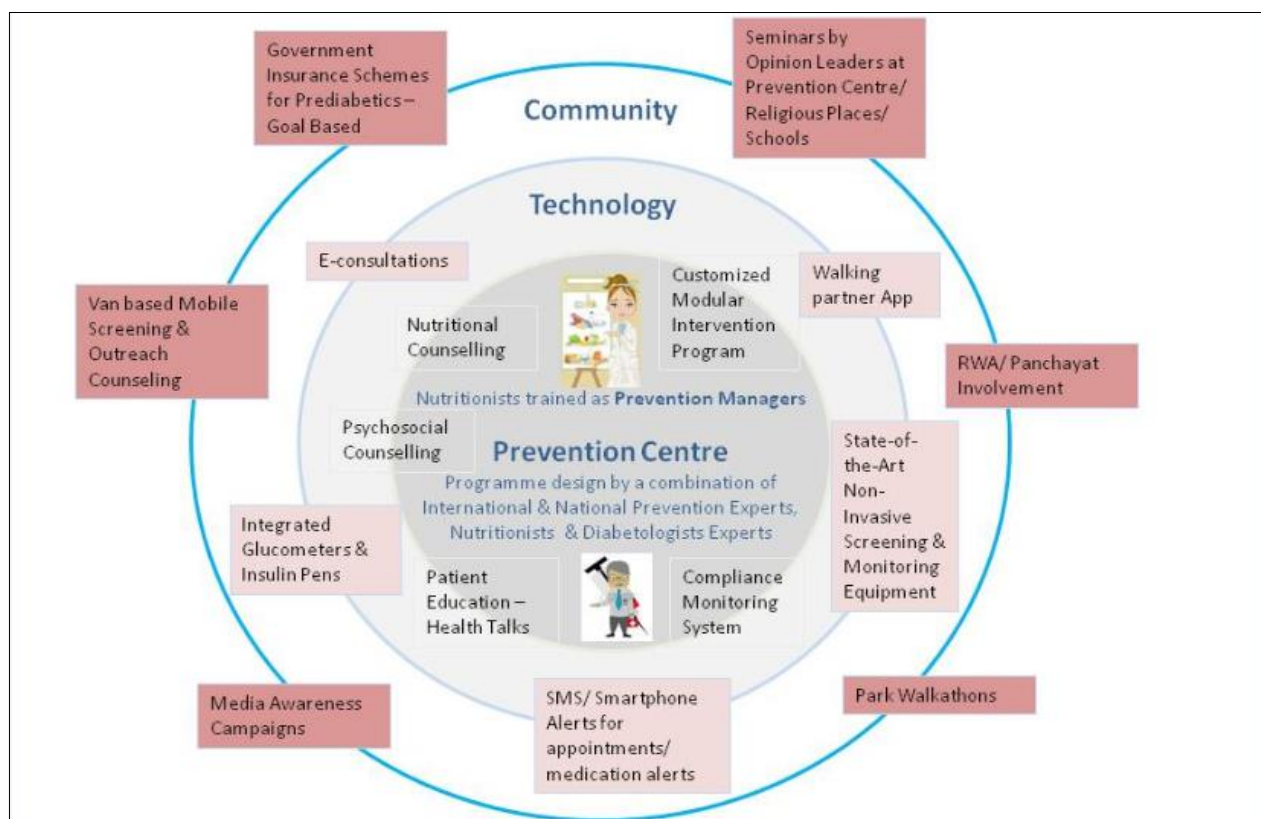 Government
Insurance Schemes
for Prediabetics –
Goal Based
Seminars by
Opinion Leaders at
Prevention Centre/
Religious Places/
Schools
Community
Technology
E-consultations
Customized
Modular
Intervention
Program
Walking
partner App
Van based Mobile
Screening &
Outreach
Counseling
Nutritional
Counselling
RWA/ Panchayat
Involvement
Nutritionists trained as Prevention Managers
Psychosocial
Counselling
Prevention Centre
Programme design by a combination of
International & National Prevention Experts,
Nutritionists & Diabetologists Experts
State-of-
the-Art
Non-
Invasive
Screening &
Monitoring
Equipment
Integrated
Glucometers &
Insulin Pens
Patient
Education –
Health Talks
Compliance
Monitoring
System
Media Awareness
Campaigns
SMS/ Smartphone
Alerts for
appointments/
medication alerts
Park Walkathons